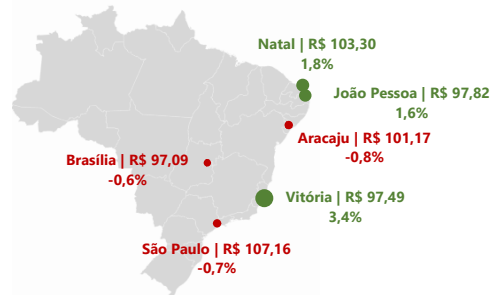 Natal | R$ 103,30
1,8%
João Pessoa | R$ 97,82
1,6%
Aracaju | R$ 101,17
-0,8%
Brasília | R$ 97,09
-0,6%
Vitória | R$ 97,49
3,4%
São Paulo | R$ 107,16
-0,7%